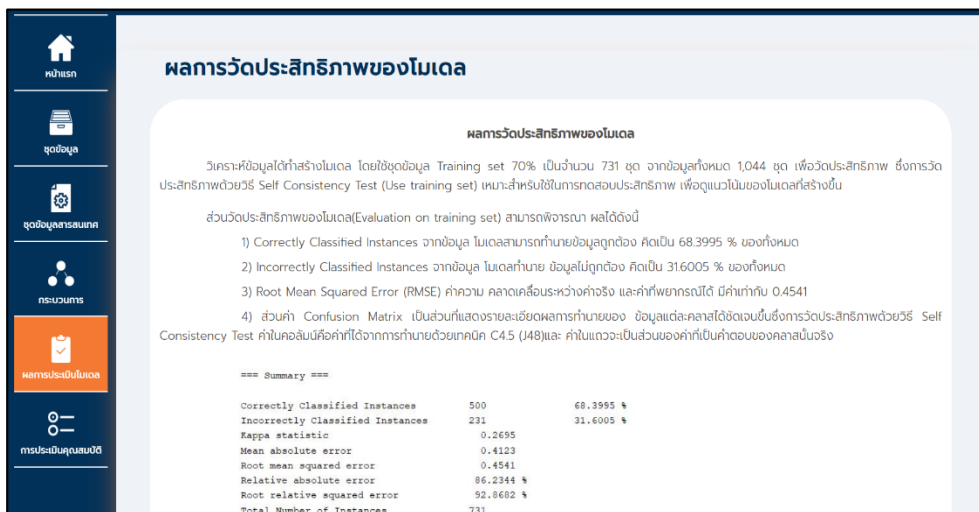 หน้าแรก
ชุดข้อมูล
ชุดข้อมูลสารสนเทศ
กระบวนการ
ผลการประเมินโมเดล
การประเมินคุณสมบัติ
ผลการวัดประสิทธิภาพของโมเดล
ผลการวัดประสิทธิภาพของโมเดล
วิเคราะห์ข้อมูลได้ทำสร้างโมเดล โดยใช้ชุดข้อมูล Training set 70% เป็นจำนวน 731 ชุด จากข้อมูลทั้งหมด 1,044 ชุด เพื่อวัดประสิทธิภาพ ซึ่งการวัด
ประสิทธิภาพด้วยวิธี Self Consistency Test (Use training set) เหมาะสำหรับใช้ในการทดสอบประสิทธิภาพ เพื่อดูแนวโน้มของโมเดลที่สร้างขึ้น
ส่วนวัดประสิทธิภาพของโมเดล(Evaluation on training set) สามารถพิจารณา ผลได้ดังนี้
1) Correctly Classified Instances จากข้อมูล โมเดลสามารถทำนายข้อมูลถูกต้อง คิดเป็น 68.3995 % ของทั้งหมด
2) Incorrectly Classified Instances จากข้อมูล โมเดลทำนาย ข้อมูลไม่ถูกต้อง คิดเป็น 31.6005 % ของทั้งหมด
3) Root Mean Squared Error (RMSE) ค่าความ คลาดเคลื่อนระหว่างค่าจริง และค่าที่พยากรณ์ได้ มีค่าเท่ากับ 0.4541
4) ส่วนค่า Confusion Matrix เป็นส่วนที่แสดงรายละเอียดผลการทำนายของ ข้อมูลแต่ละคลาสได้ชัดเจนขึ้นซึ่งการวัดประสิทธิภาพด้วยวิธี Self
Consistency Test ค่าในคอลัมน์คือค่าที่ได้จากการทำนายด้วยเทคนิค C4.5 (J48)และ ค่าในแถวจะเป็นส่วนของค่าที่เป็นคำตอบของคลาสนั้นจริง
=== Summary ===
Correctly Classified Instances 500 68.3995 %
Incorrectly Classified Instances 231 31.6005 %
Kappa statistic 0.2695
Mean absolute error 0.4123
Root mean squared error 0.4541
Relative absolute error 86.2344 %
Root relative squared error 92.8682 %
Total Number of Instances 731